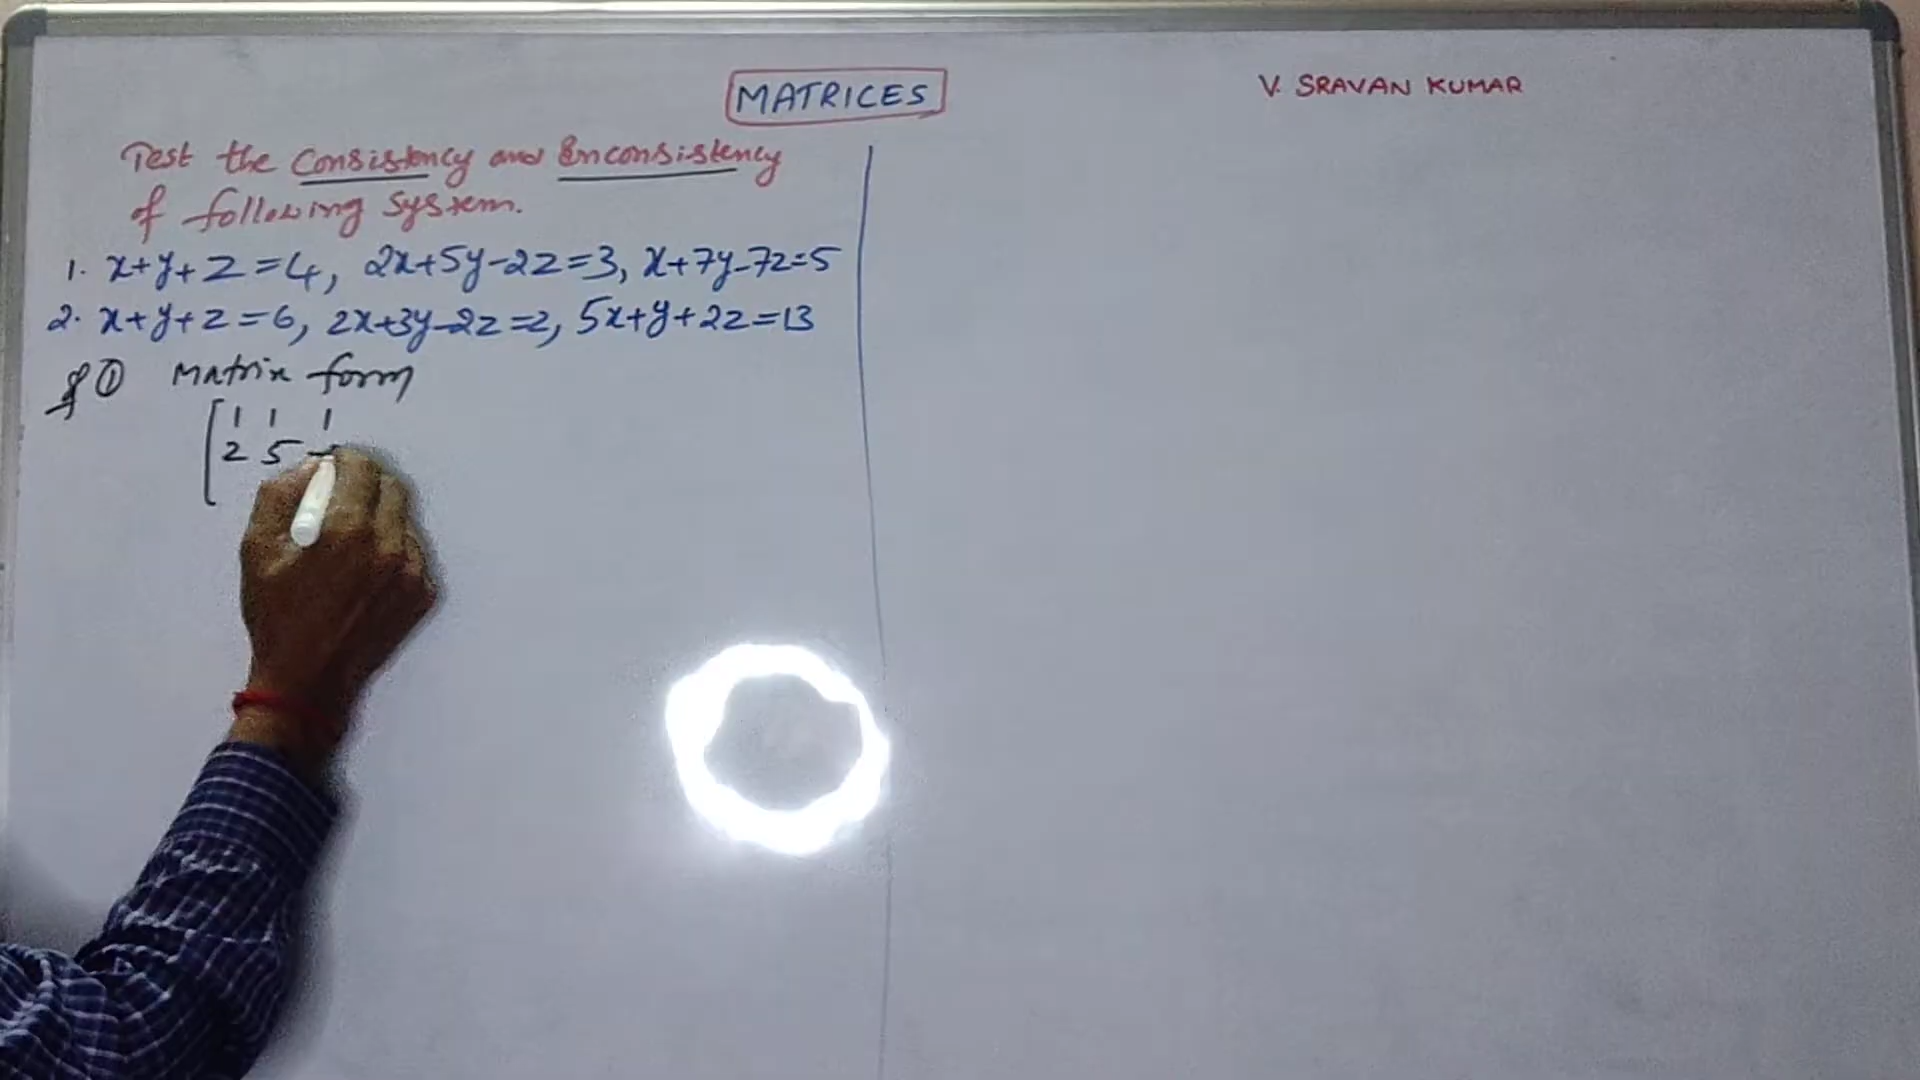 MATRICES
V. SRAVAN KUMAR
Test the Consistency and Inconsistency
of following system.
1. x+y+z=4, 2x+5y-2z=3, x+7y-7z=5
2. x+y+z=6, 2x+3y-2z=2, 5x+y+2z=13
① Matrix form
1 1 1
2 5 -